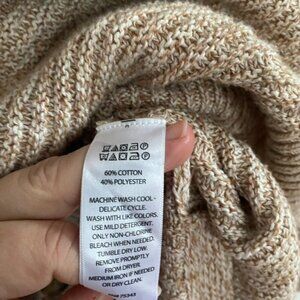 60% COTTON
40% POLYESTER
MACHINE WASH COOL -
DELICATE CYCLE.
WASH WITH LIKE COLORS.
USE MILD DETERGENT.
ONLY NON-CHLORINE
BLEACH WHEN NEEDED.
TUMBLE DRY LOW.
REMOVE PROMPTLY
FROM DRYER
MEDIUM IRON IF NEEDED
OR DRY CLEAN.